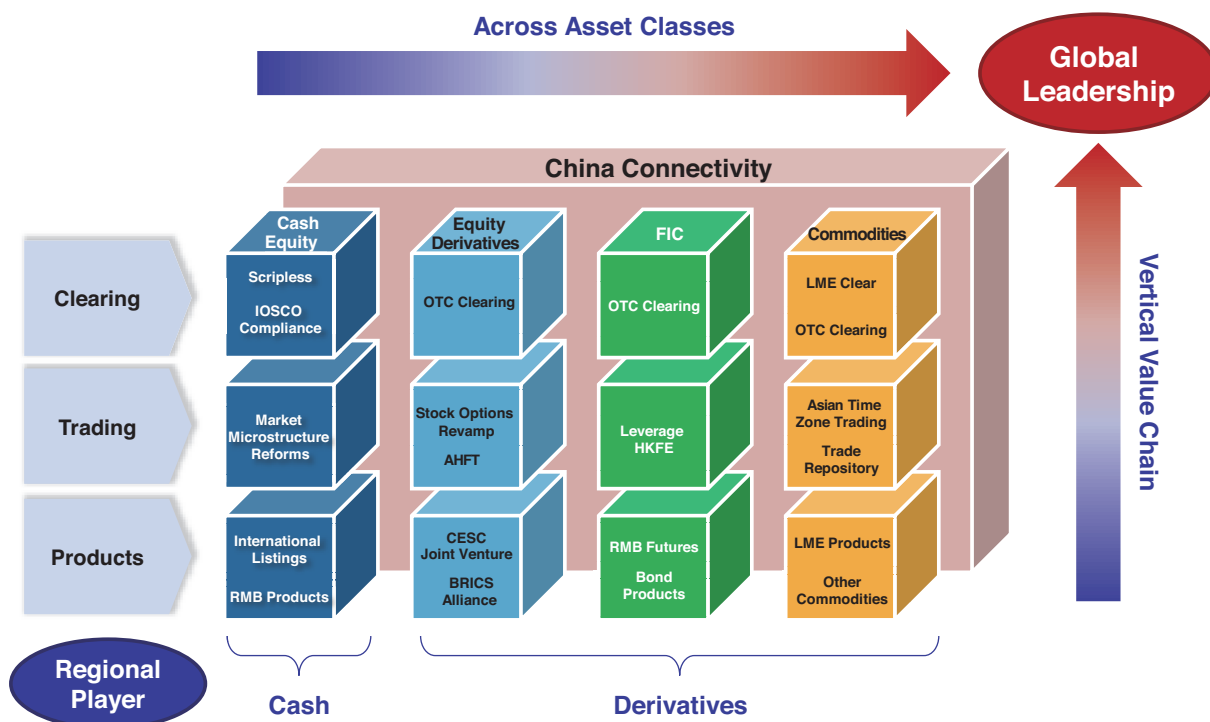 Across Asset Classes
Global
Leadership
China Connectivity
Cash
Equity
Equity
Derivatives
FIC
Commodities
Clearing
Scripless
IOSCO
Compliance
OTC Clearing
OTC Clearing
LME Clear
OTC Clearing
Trading
Market
Microstructure
Reforms
Stock Options
Revamp
AHFT
Leverage
HKFE
Asian Time
Zone Trading
Trade
Repository
Products
International
Listings
RMB Products
CESC
Joint Venture
BRICS
Alliance
RMB Futures
Bond
Products
LME Products
Other
Commodities
Vertical Value Chain
Regional
Player
Cash
Derivatives